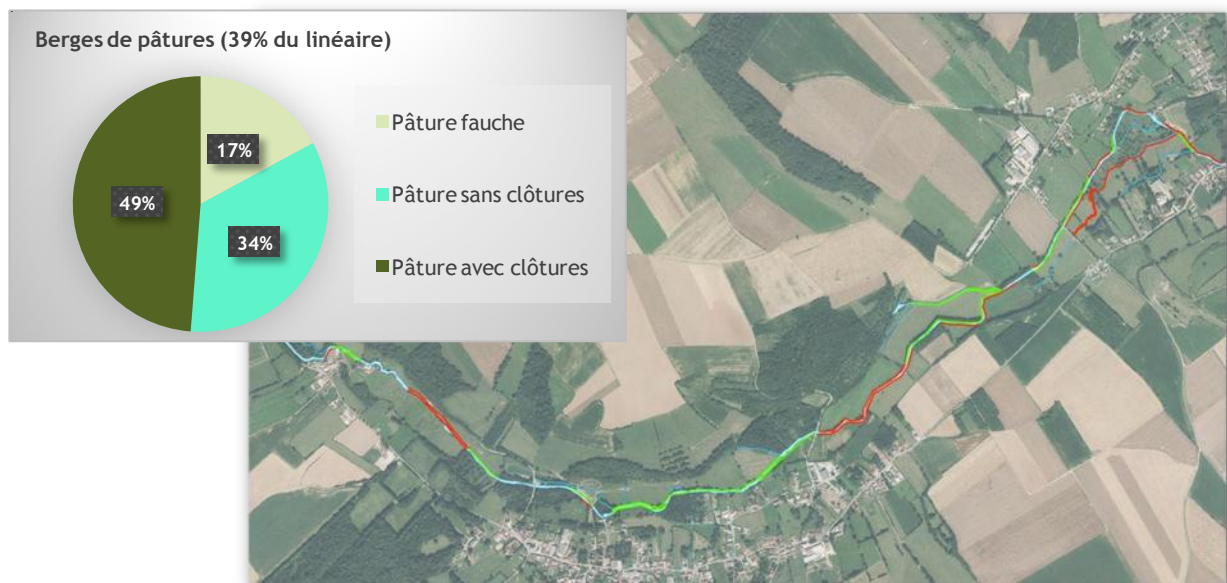 Berges de pâtures (39% du linéaire)
17%
34%
49%
Pâture fauche
Pâture sans clôtures
Pâture avec clôtures